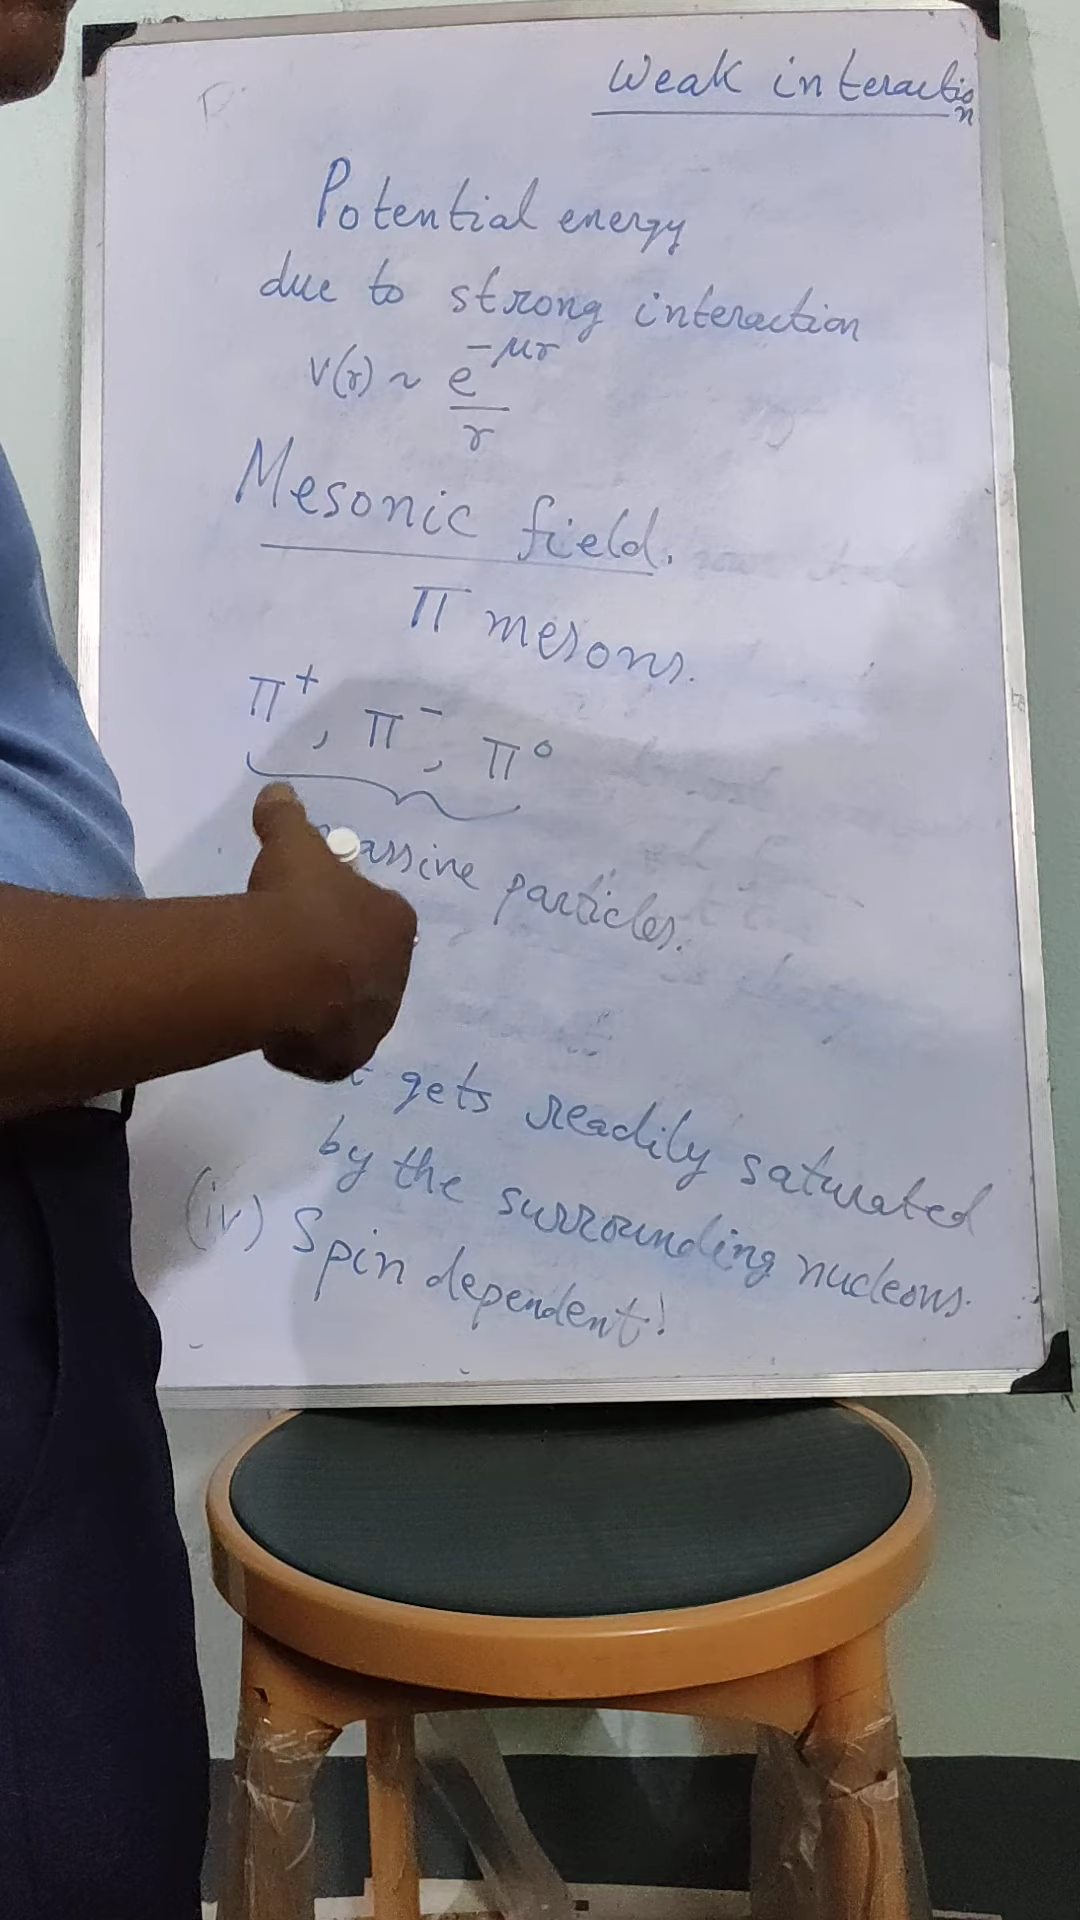 Weak interaction
Potential energy
due to strong interaction
V(r) ~ e^-μr / r
Mesonic field.
π mesons.
π⁺, π⁻, π⁰
assive particles.
t gets readily saturated
by the surrounding nucleons.
(iv) Spin dependent!